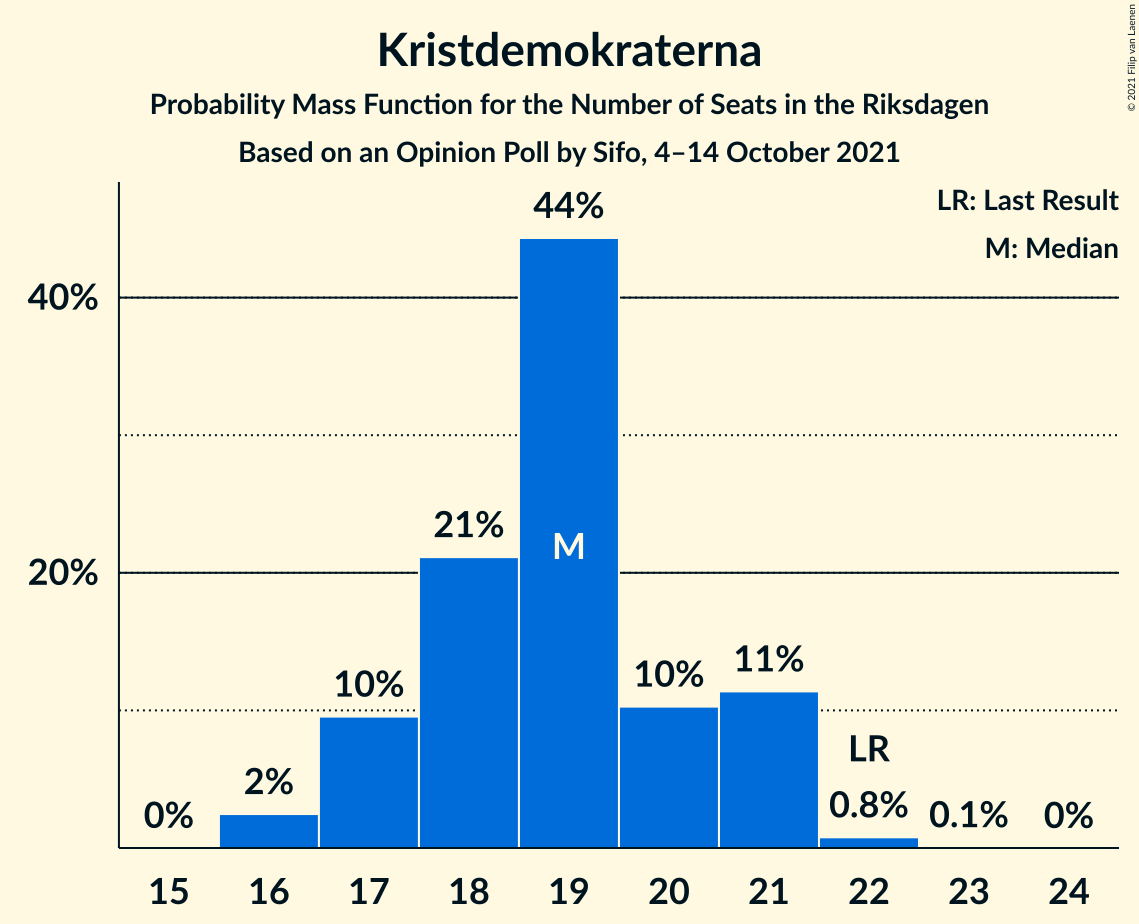 Kristdemokraterna
Probability Mass Function for the Number of Seats in the Riksdagen
Based on an Opinion Poll by Sifo, 4–14 October 2021
© 2021 Filip van Laenen
LR: Last Result
M: Median
40%
20%
0%
2%
10%
21%
44%
M
10%
11%
LR
0.8%
0.1%
0%
15 16 17 18 19 20 21 22 23 24